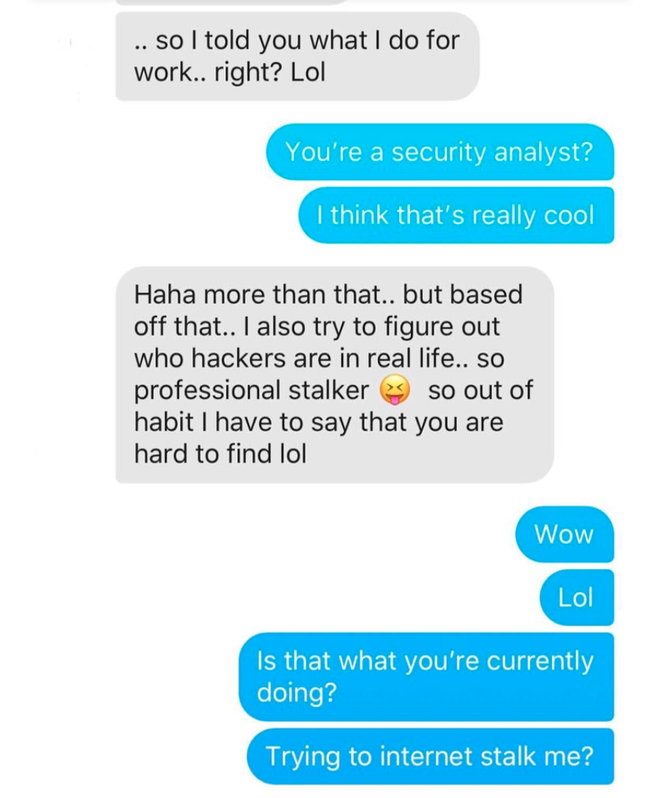 .. so I told you what I do for
work.. right? Lol
You're a security analyst?
I think that's really cool
Haha more than that.. but based
off that.. I also try to figure out
who hackers are in real life.. so
professional stalker 😝 so out of
habit I have to say that you are
hard to find lol
Wow
Lol
Is that what you're currently
doing?
Trying to internet stalk me?